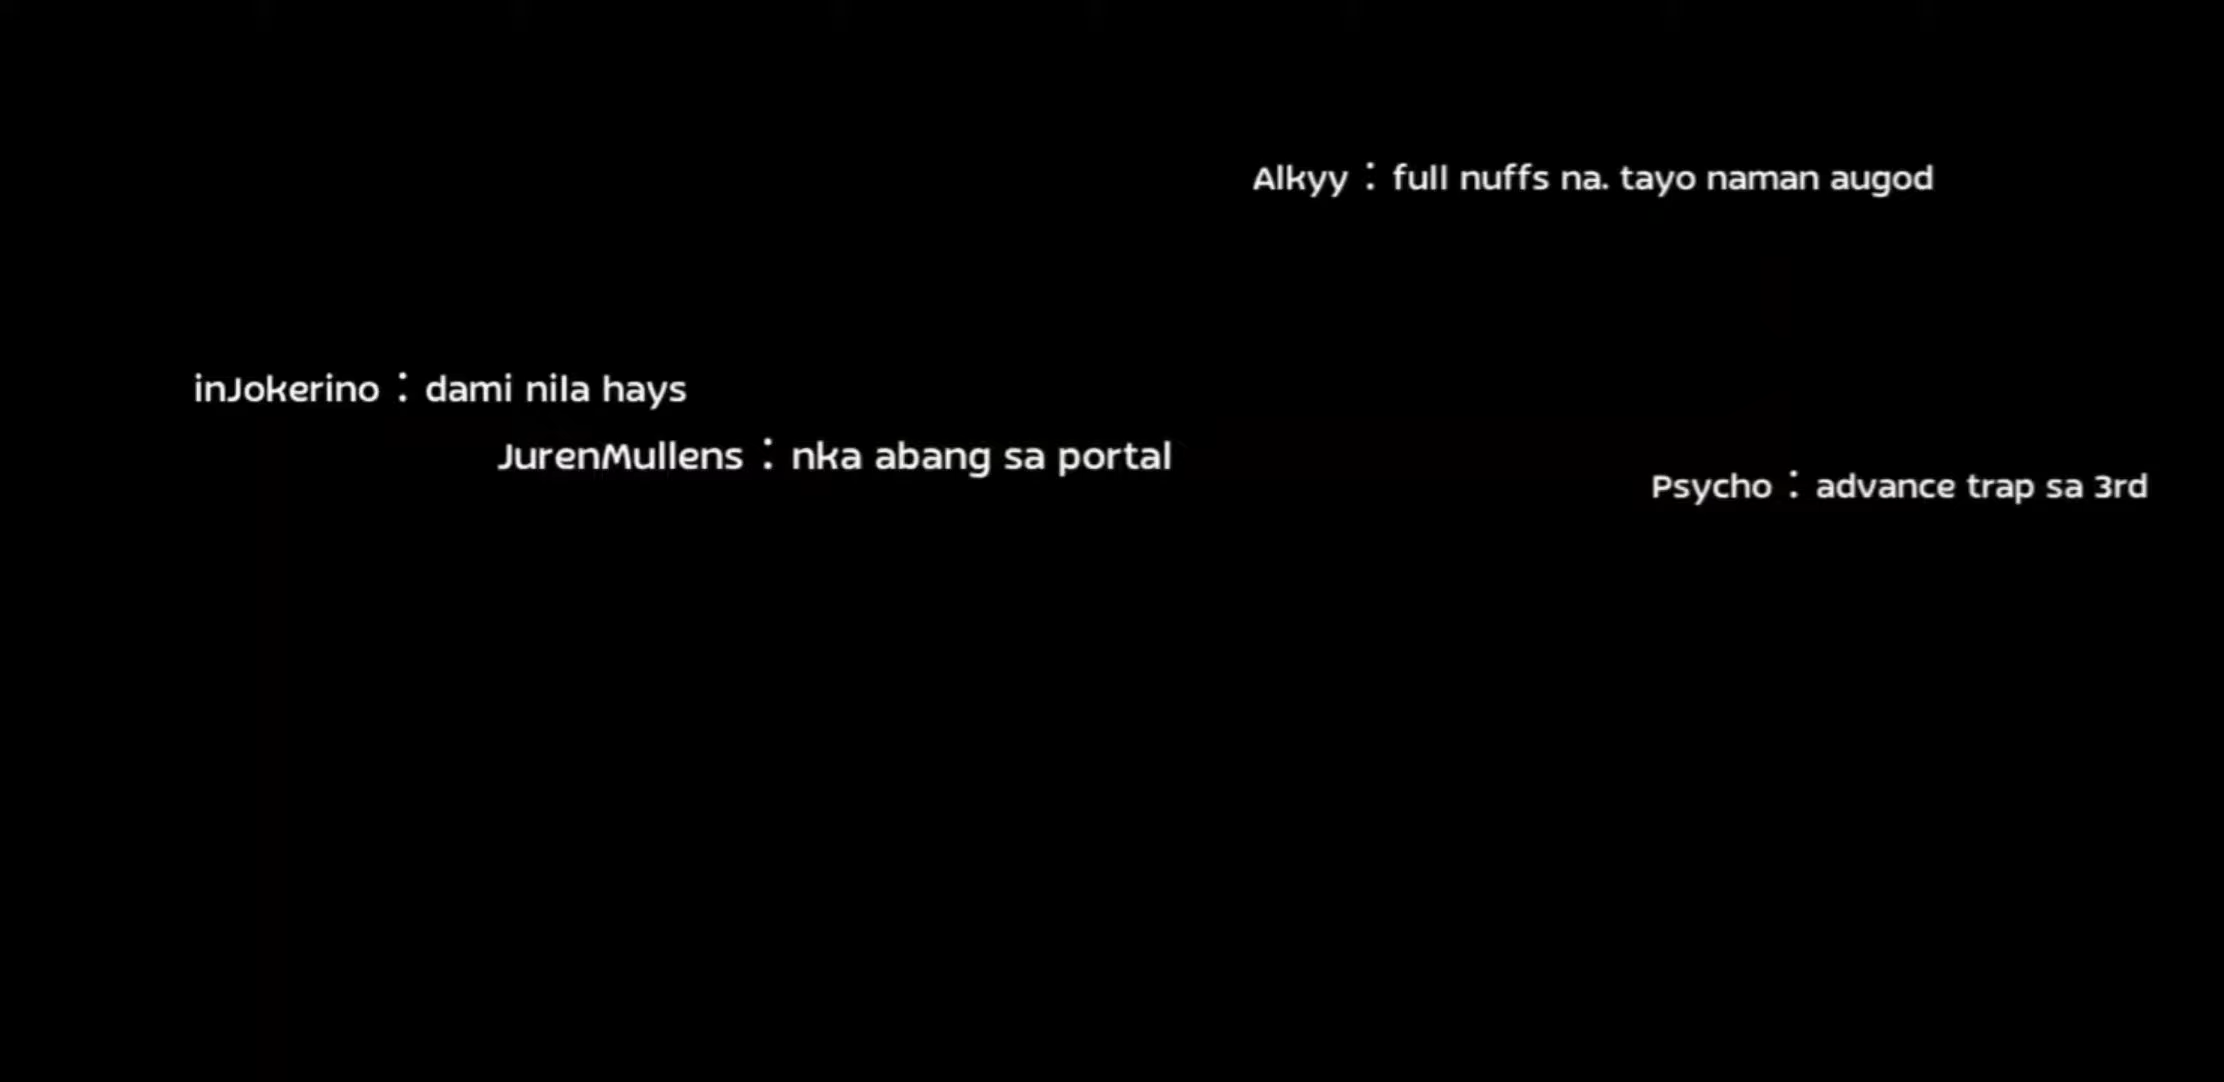 Alkyy : full nuffs na. tayo naman augod
inJokerino : dami nila hays
JurenMullens : nka abang sa portal
Psycho : advance trap sa 3rd